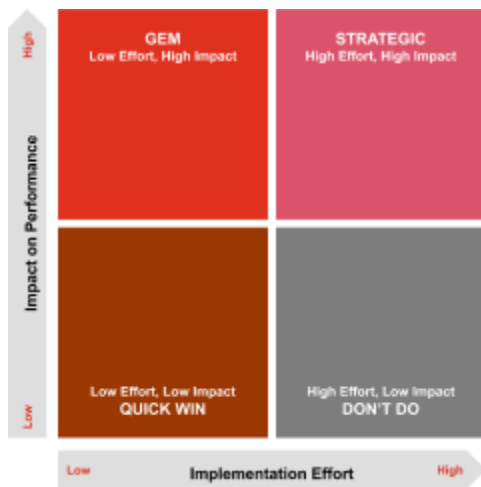 High
Impact on Performance
Low
GEM
Low Effort, High Impact
STRATEGIC
High Effort, High Impact
Low Effort, Low Impact
QUICK WIN
High Effort, Low Impact
DON'T DO
Low
Implementation Effort
High